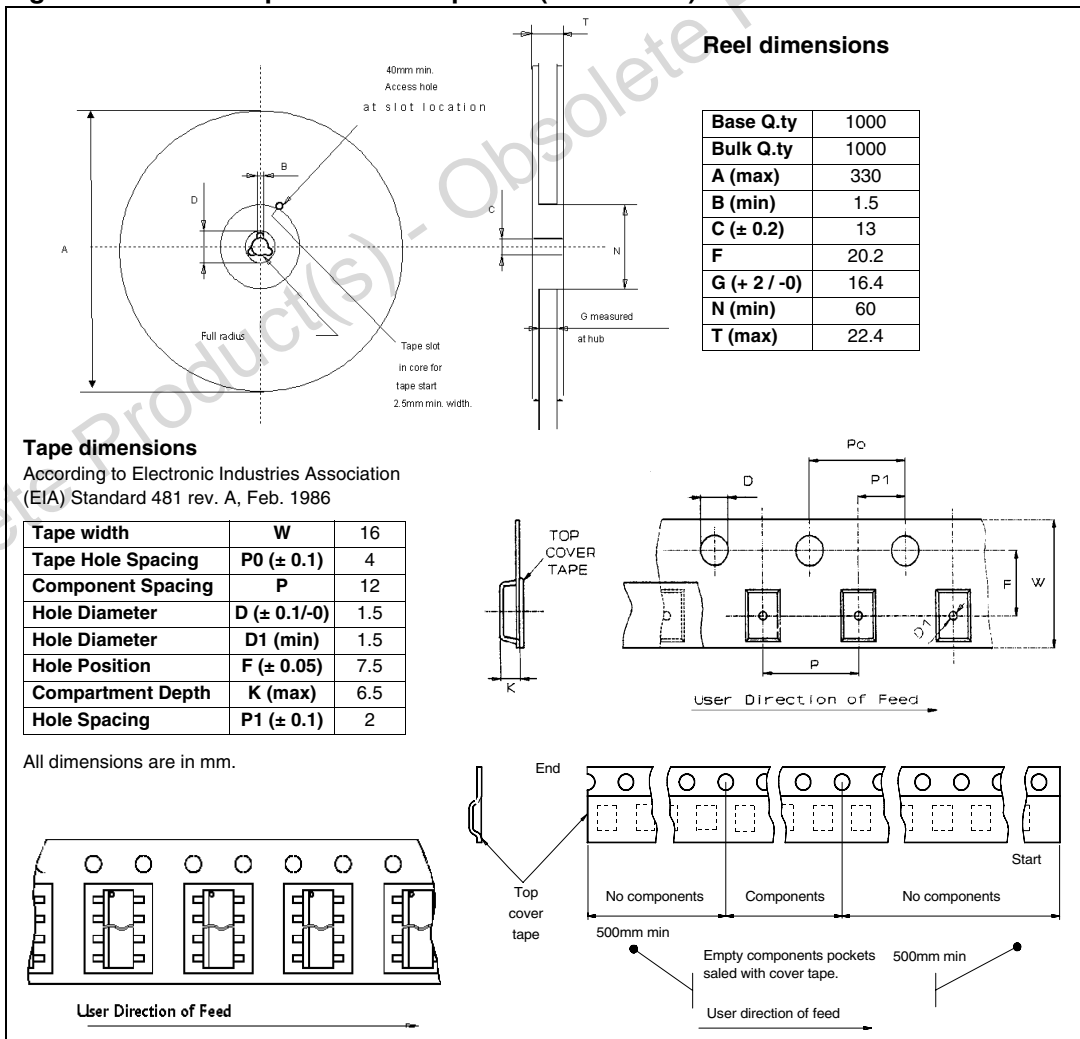 Reel dimensions
T
40mm min.
Access hole
at slot location
B
D
A
C
N
G measured
at hub
Full radius
Tape slot
in core for
tape start
2.5mm min. width.
Base Q.ty 1000
Bulk Q.ty 1000
A (max) 330
B (min) 1.5
C (± 0.2) 13
F 20.2
G (+ 2 / -0) 16.4
N (min) 60
T (max) 22.4
Tape dimensions
According to Electronic Industries Association
(EIA) Standard 481 rev. A, Feb. 1986
Tape width W 16
Tape Hole Spacing P0 (± 0.1) 4
Component Spacing P 12
Hole Diameter D (± 0.1/-0) 1.5
Hole Diameter D1 (min) 1.5
Hole Position F (± 0.05) 7.5
Compartment Depth K (max) 6.5
Hole Spacing P1 (± 0.1) 2
All dimensions are in mm.
Po
D
P1
TOP
COVER
TAPE
F
W
D1
P
K
User Direction of Feed
End
Start
Top
cover
tape
No components
Components
No components
500mm min
Empty components pockets
saled with cover tape.
500mm min
User direction of feed
User Direction of Feed
Obsolete Product(s) - Obsolete P